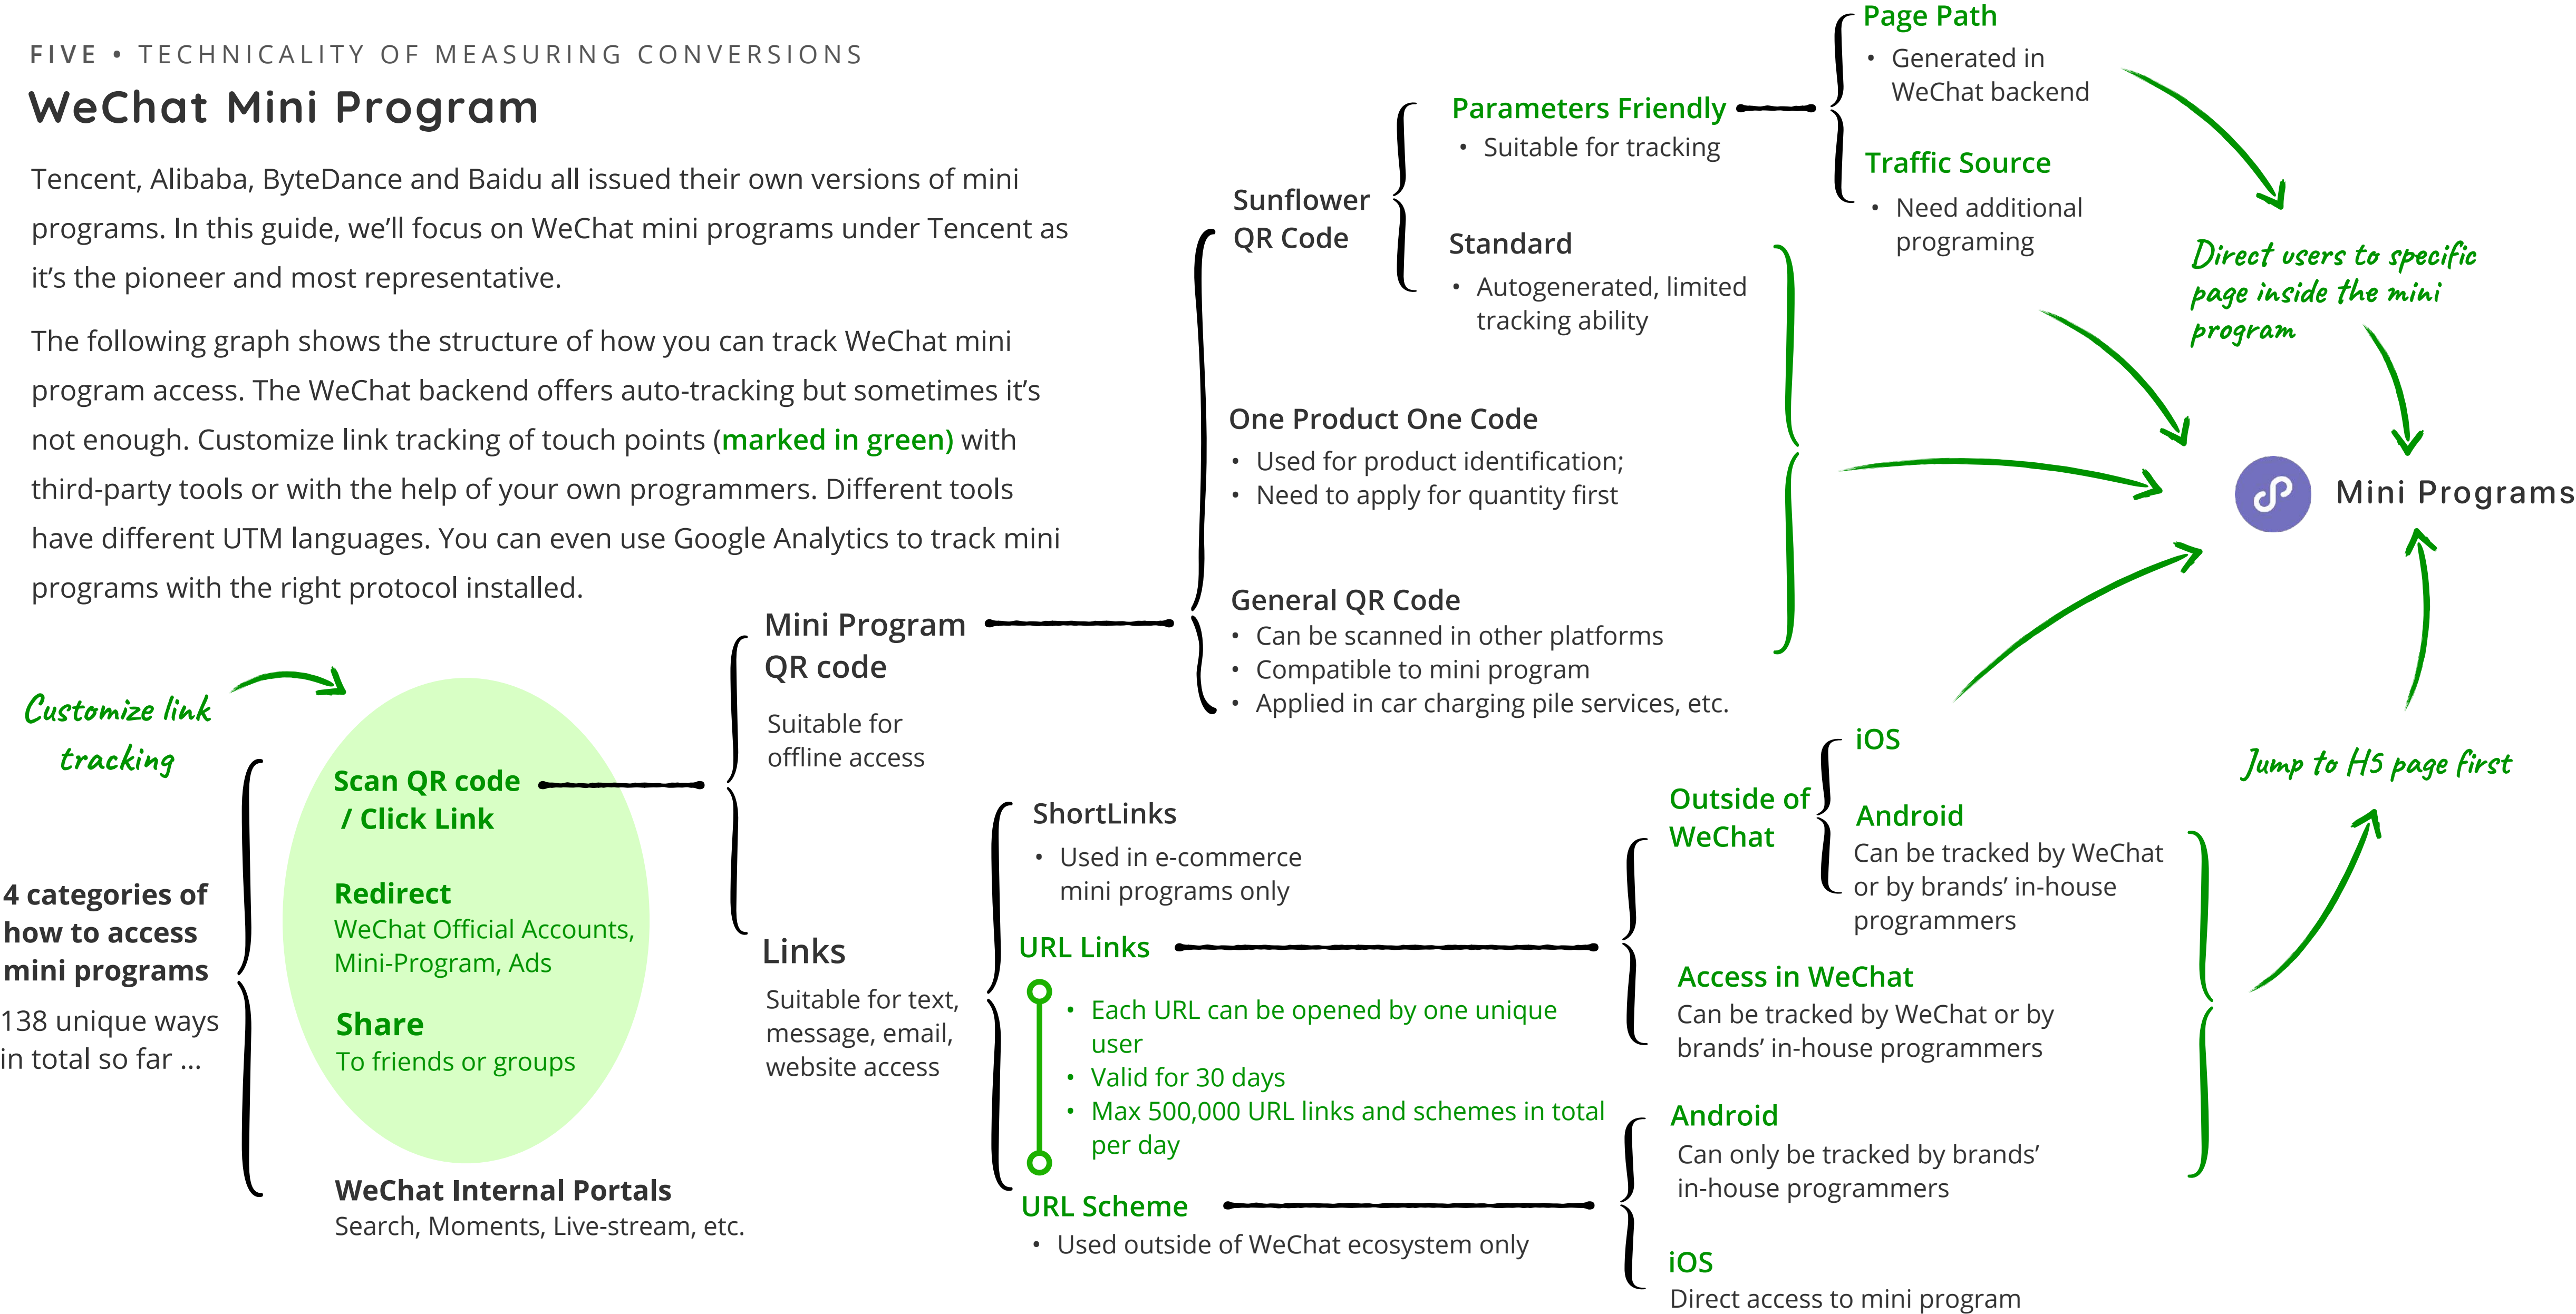 FIVE • TECHNICALITY OF MEASURING CONVERSIONS
WeChat Mini Program
Tencent, Alibaba, ByteDance and Baidu all issued their own versions of mini
programs. In this guide, we’ll focus on WeChat mini programs under Tencent as
it’s the pioneer and most representative.
The following graph shows the structure of how you can track WeChat mini
program access. The WeChat backend offers auto-tracking but sometimes it’s
not enough. Customize link tracking of touch points (marked in green) with
third-party tools or with the help of your own programmers. Different tools
have different UTM languages. You can even use Google Analytics to track mini
programs with the right protocol installed.
Customize link
tracking
4 categories of
how to access
mini programs
138 unique ways
in total so far ...
Scan QR code
/ Click Link
Redirect
WeChat Official Accounts,
Mini-Program, Ads
Share
To friends or groups
WeChat Internal Portals
Search, Moments, Live-stream, etc.
Mini Program
QR code
Suitable for
offline access
Links
Suitable for text,
message, email,
website access
Sunflower
QR Code
Parameters Friendly
• Suitable for tracking
Page Path
• Generated in
WeChat backend
Traffic Source
• Need additional
programing
Standard
• Autogenerated, limited
tracking ability
One Product One Code
• Used for product identification;
• Need to apply for quantity first
General QR Code
• Can be scanned in other platforms
• Compatible to mini program
• Applied in car charging pile services, etc.
ShortLinks
• Used in e-commerce
mini programs only
URL Links
• Each URL can be opened by one unique
user
• Valid for 30 days
• Max 500,000 URL links and schemes in total
per day
URL Scheme
• Used outside of WeChat ecosystem only
Outside of
WeChat
iOS
Android
Can be tracked by WeChat
or by brands’ in-house
programmers
Access in WeChat
Can be tracked by WeChat or by
brands’ in-house programmers
Android
Can only be tracked by brands’
in-house programmers
iOS
Direct access to mini program
Direct users to specific
page inside the mini
program
Mini Programs
Jump to H5 page first